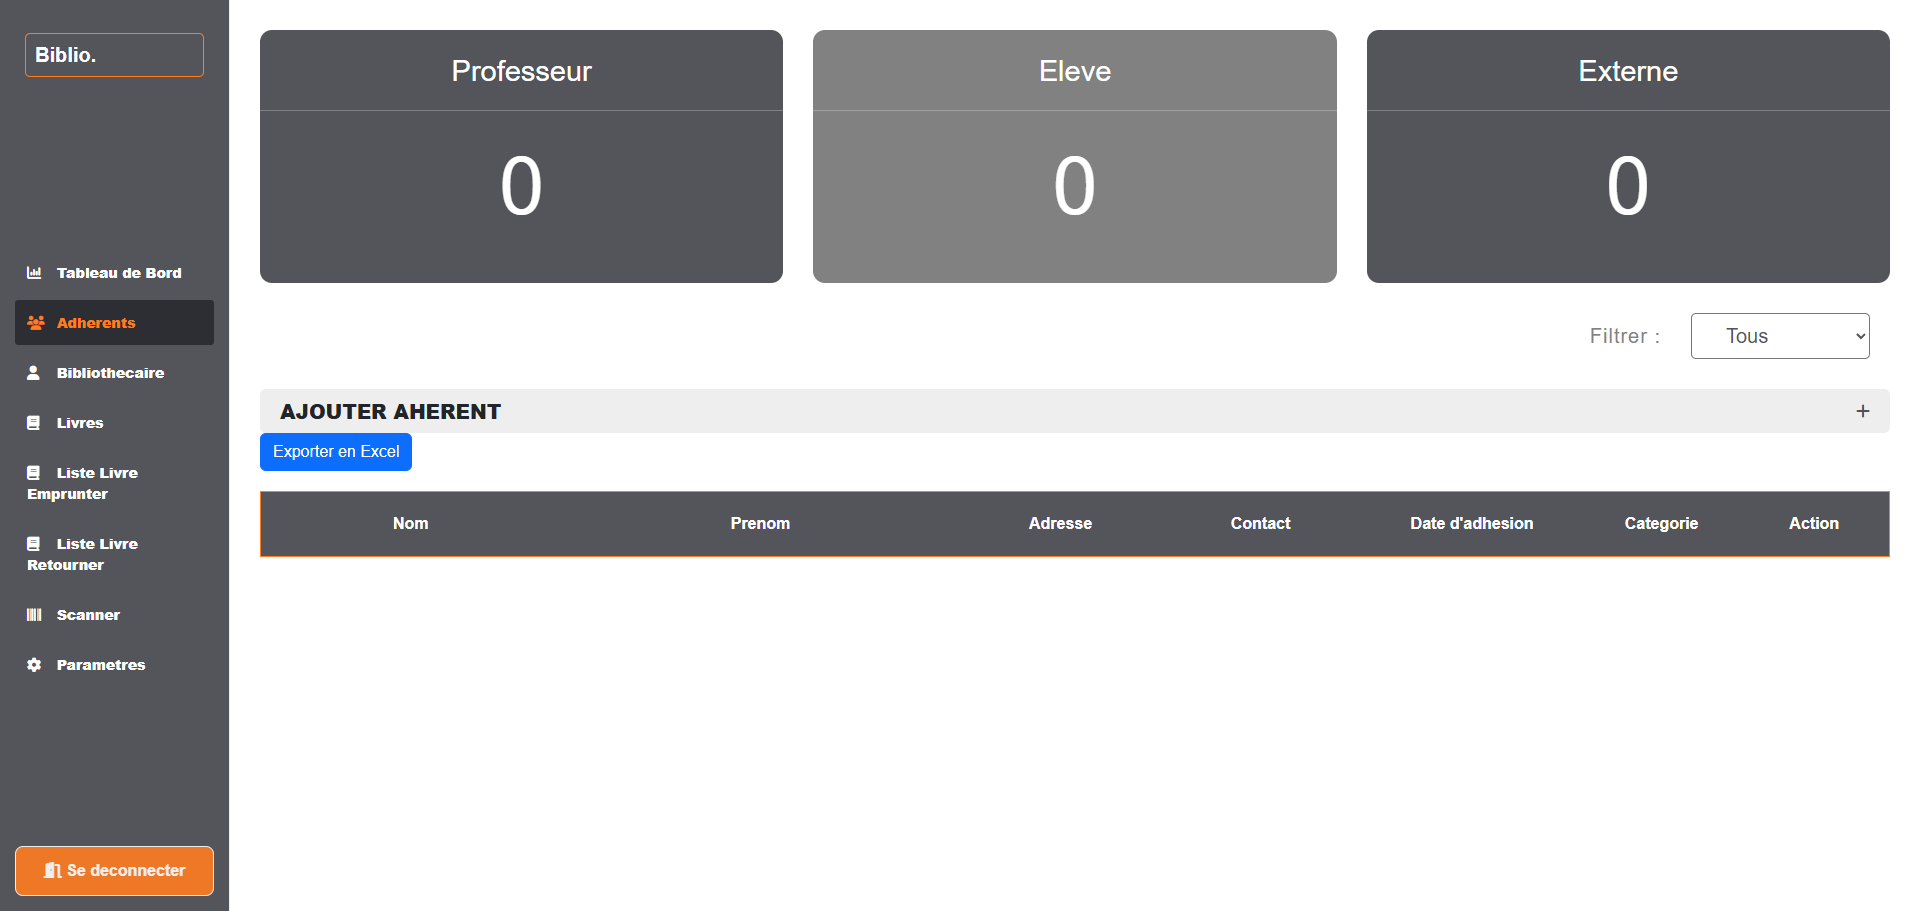 Biblio.
Tableau de Bord
Adherents
Bibliothecaire
Livres
Liste Livre
Emprunter
Liste Livre
Retourner
Scanner
Parametres
Se deconnecter
Professeur
0
Eleve
0
Externe
0
Filtrer :
Tous
AJOUTER AHERENT
+
Exporter en Excel
Nom Prenom Adresse Contact Date d'adhesion Categorie Action